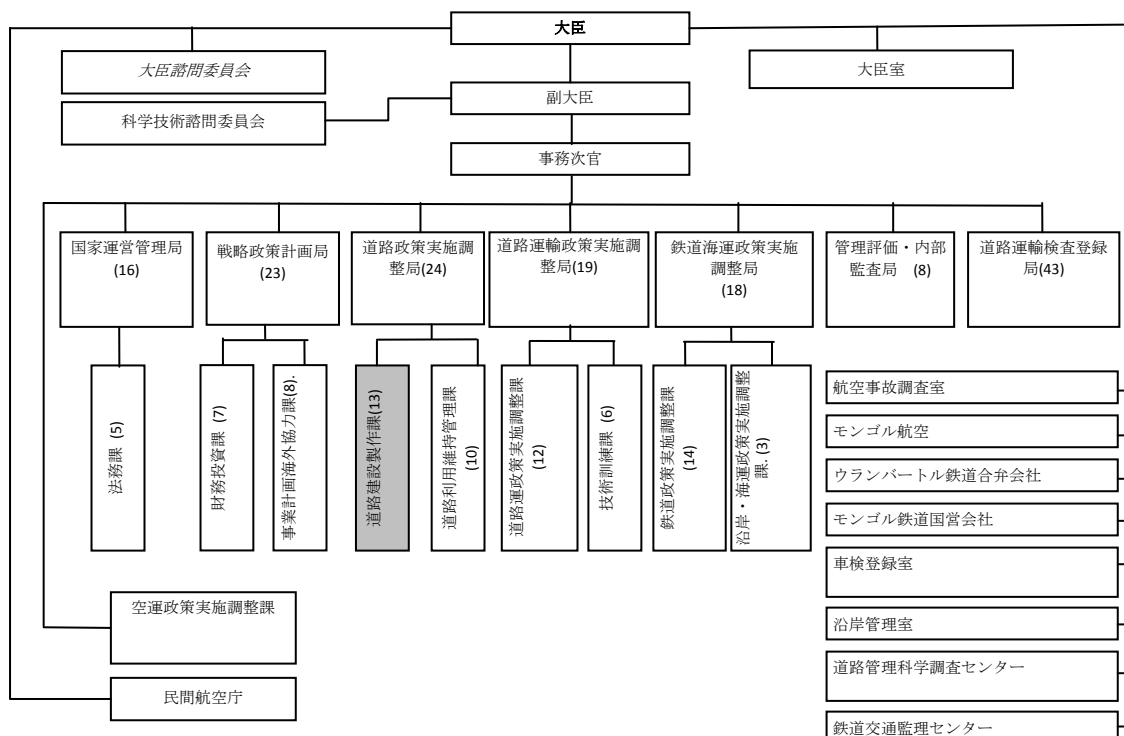 大臣
大臣諮問委員会
大臣室
副大臣
科学技術諮問委員会
事務次官
国家運営管理局
(16)
戦略政策計画局
(23)
道路政策実施調
整局(24)
道路運輸政策実施調
整局(19)
鉄道海運政策実施
調整局
(18)
管理評価・内部
監査局 (8)
道路運輸検査登録
局(43)
法務課 (5)
財務投資課 (7)
事業計画海外協力課(8).
道路建設製作課(13)
道路利用維持管理課
(10)
道路運政策実施調整課
(12)
技術訓練課 (6)
鉄道政策実施調整課
(14)
沿岸・海運政策実施調整
課. (3)
航空事故調査室
モンゴル航空
ウランバートル鉄道合弁会社
モンゴル鉄道国営会社
車検登録室
沿岸管理室
道路管理科学調査センター
鉄道交通監理センター
空運政策実施調整課
民間航空庁